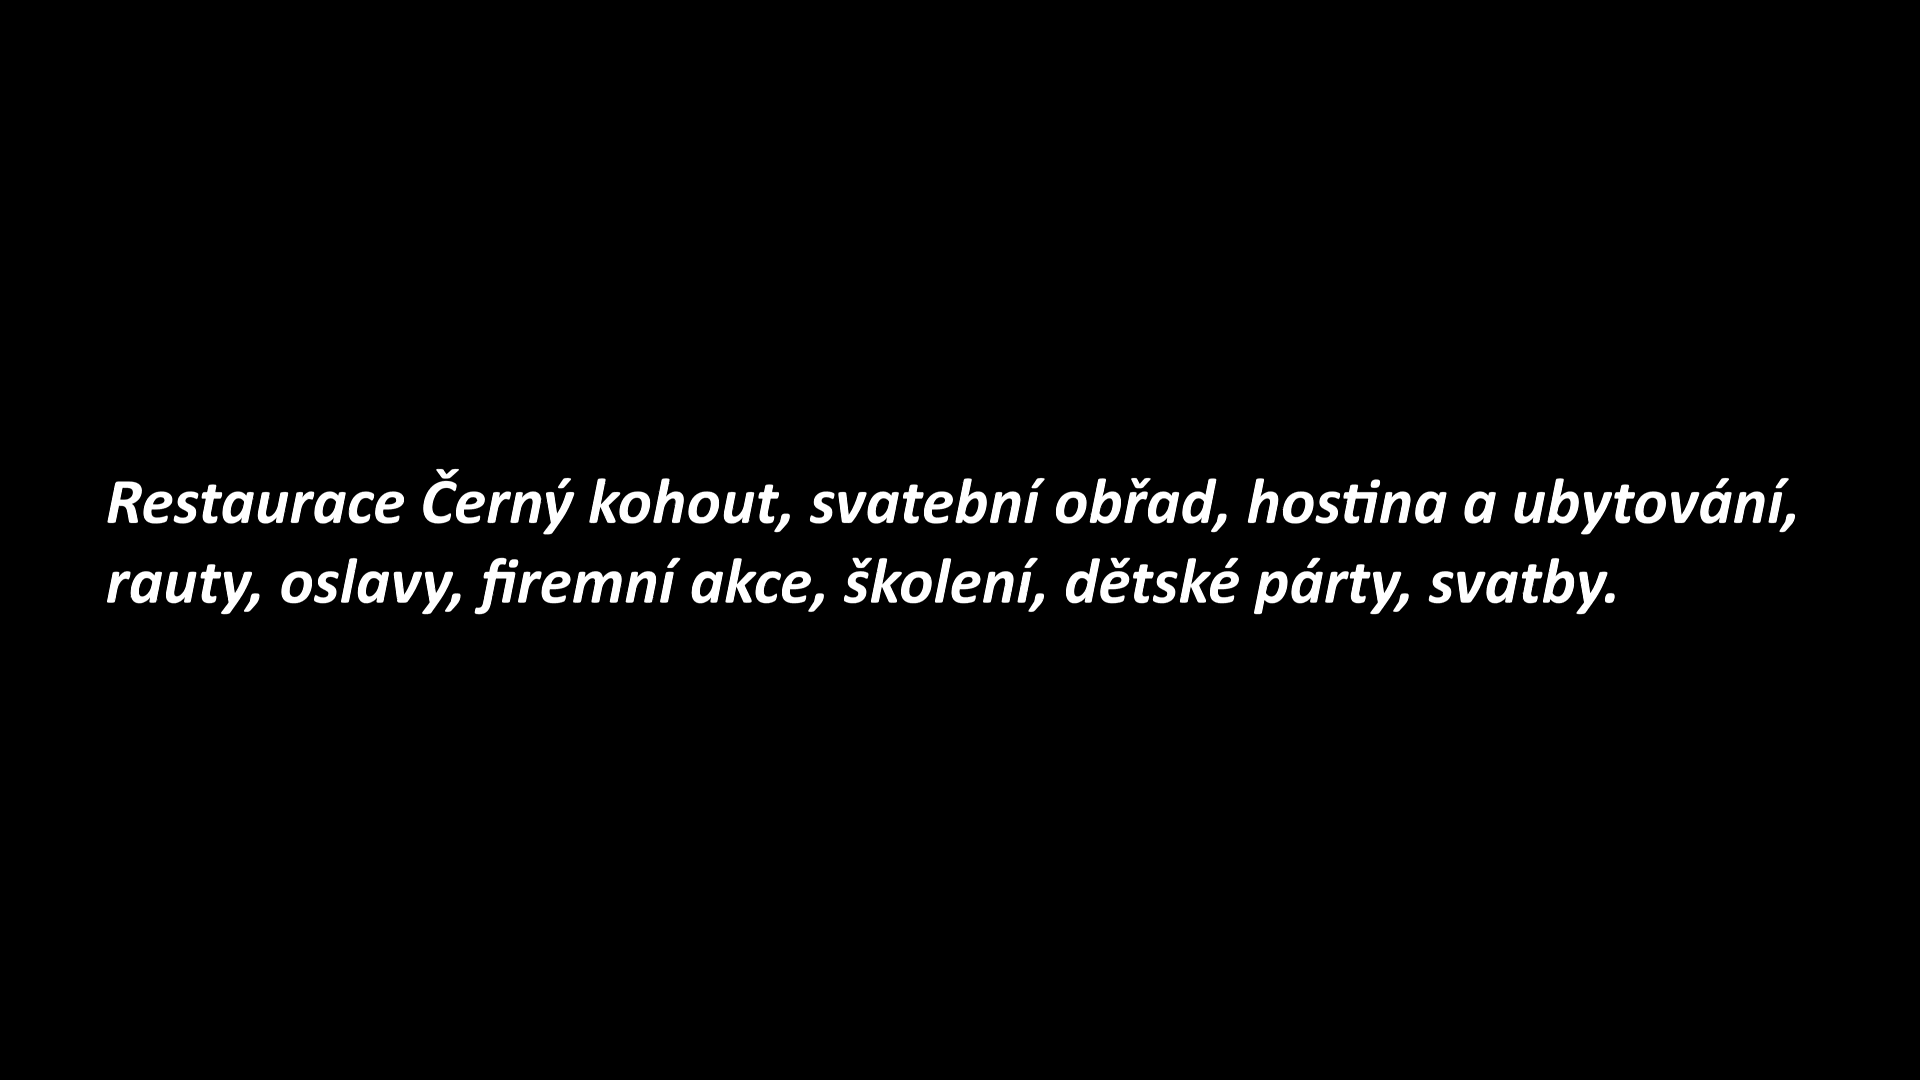 Restaurace Černý kohout, svatební obřad, hostina a ubytování,
rauty, oslavy, firemní akce, školení, dětské párty, svatby.